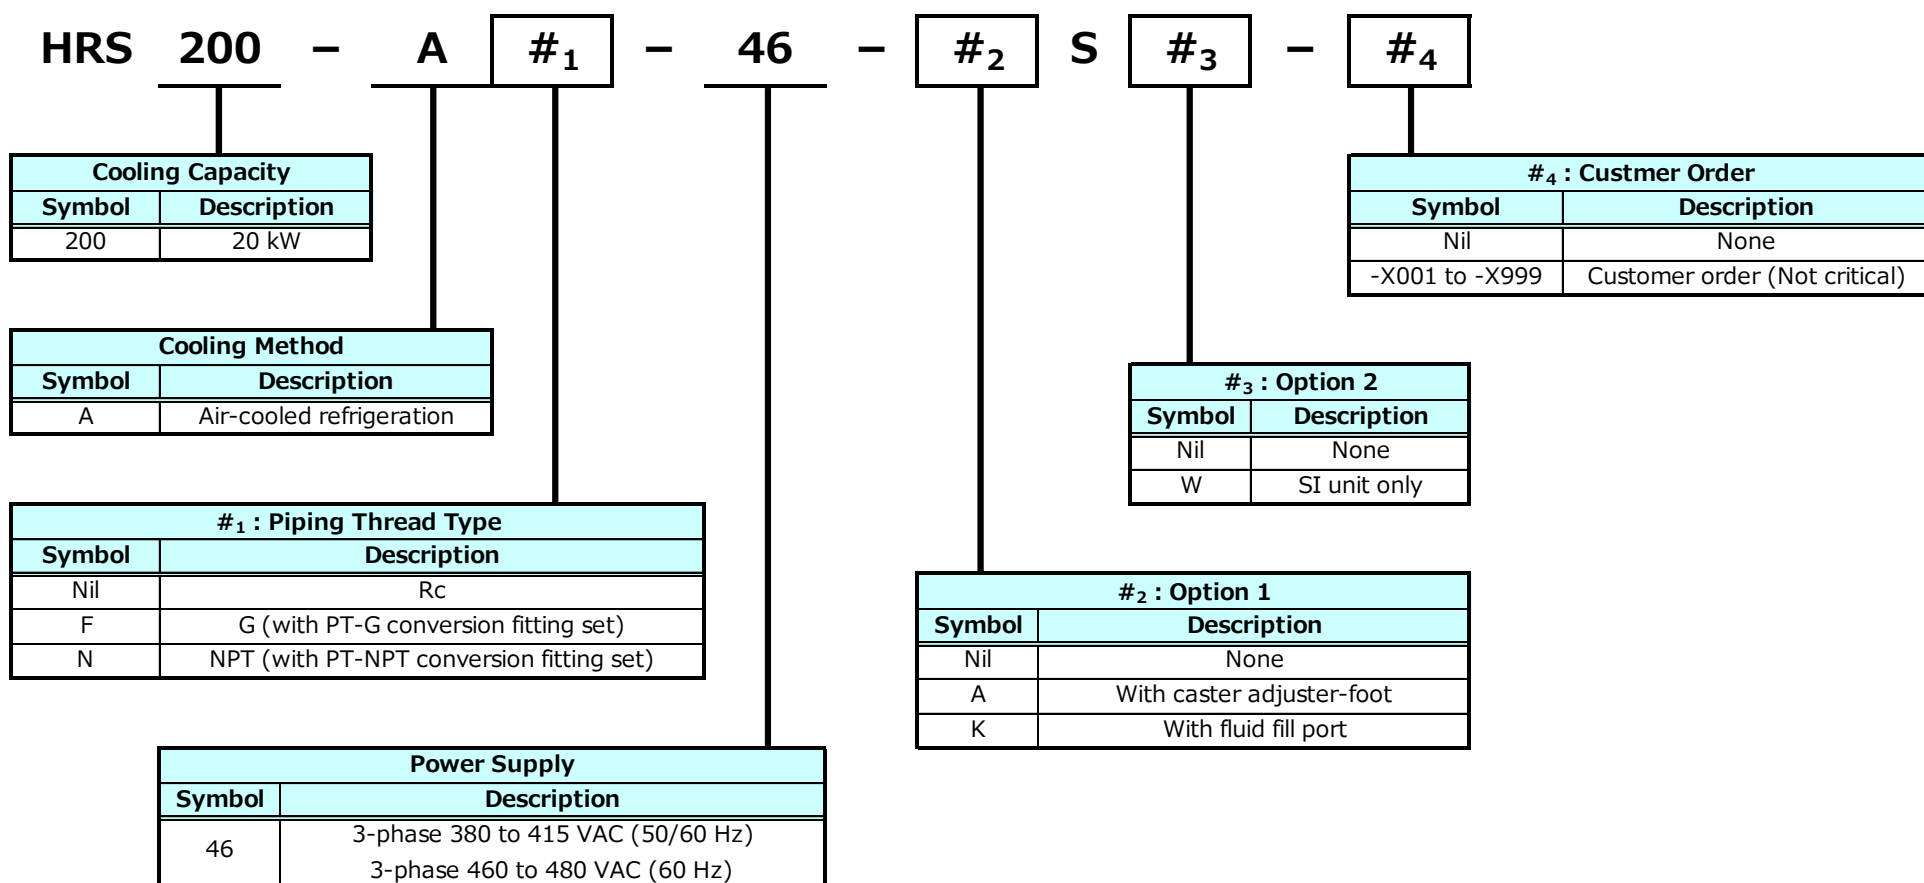 HRS 200 – A #1 – 46 – #2 S #3 – #4
Cooling Capacity
Symbol Description
200 20 kW
#4 : Custmer Order
Symbol Description
Nil None
-X001 to -X999 Customer order (Not critical)
Cooling Method
Symbol Description
A Air-cooled refrigeration
#3 : Option 2
Symbol Description
Nil None
W SI unit only
#1 : Piping Thread Type
Symbol Description
Nil Rc
F G (with PT-G conversion fitting set)
N NPT (with PT-NPT conversion fitting set)
#2 : Option 1
Symbol Description
Nil None
A With caster adjuster-foot
K With fluid fill port
Power Supply
Symbol Description
46 3-phase 380 to 415 VAC (50/60 Hz)
3-phase 460 to 480 VAC (60 Hz)